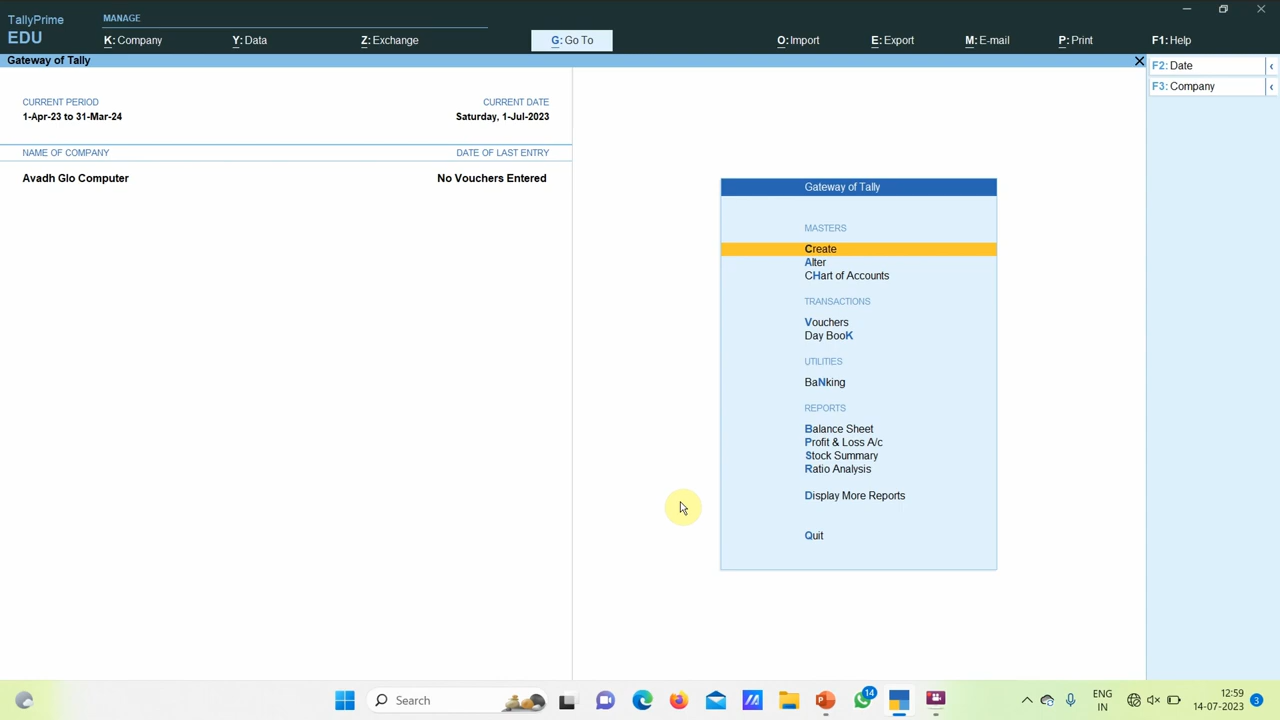 TallyPrime
EDU
MANAGE
K: Company
Y: Data
Z: Exchange
G: Go To
O: Import
E: Export
M: E-mail
P: Print
F1: Help
Gateway of Tally
F2: Date
F3: Company
CURRENT PERIOD
CURRENT DATE
1-Apr-23 to 31-Mar-24
Saturday, 1-Jul-2023
NAME OF COMPANY
DATE OF LAST ENTRY
Avadh Glo Computer
No Vouchers Entered
Gateway of Tally
MASTERS
Create
Alter
CHart of Accounts
TRANSACTIONS
Vouchers
Day BooK
UTILITIES
BaNking
REPORTS
Balance Sheet
Profit & Loss A/c
Stock Summary
Ratio Analysis
Display More Reports
Quit
Search
14
ENG
IN
12:59
14-07-2023
3